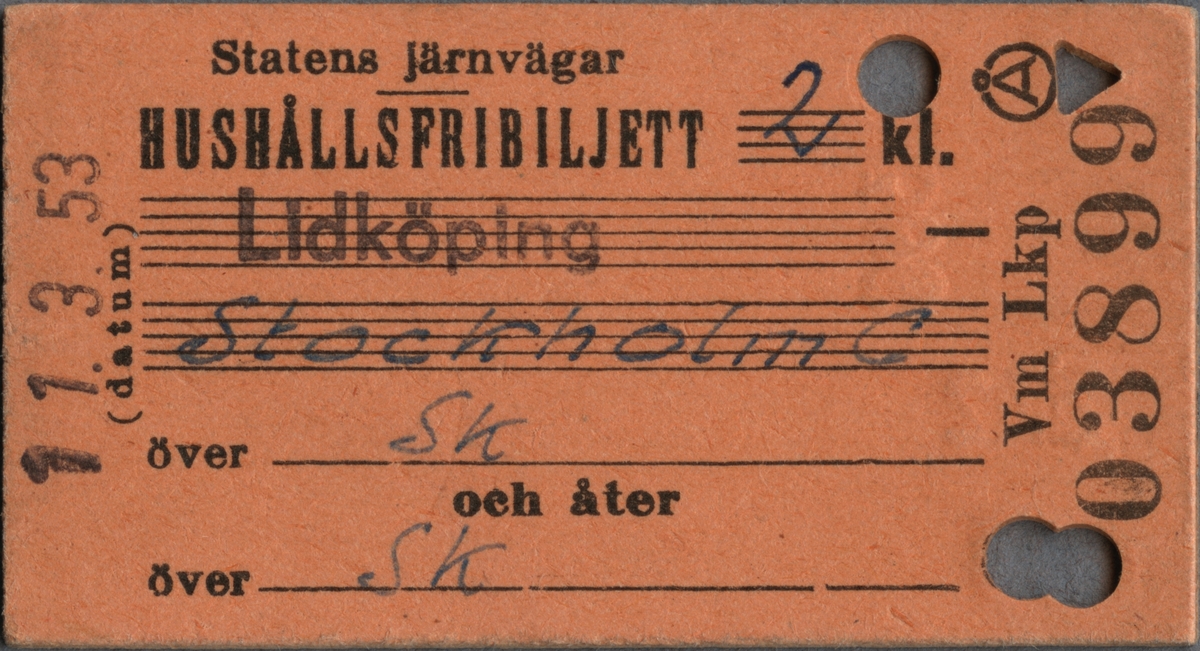 Statens Järnvägar
HUSHÅLLSFRIBILJETT 2 kl.
Lidköping —
Stockholm C
över SK
och åter
över SK
11.3.53
(datum)
Å
Vm Lkp
03899